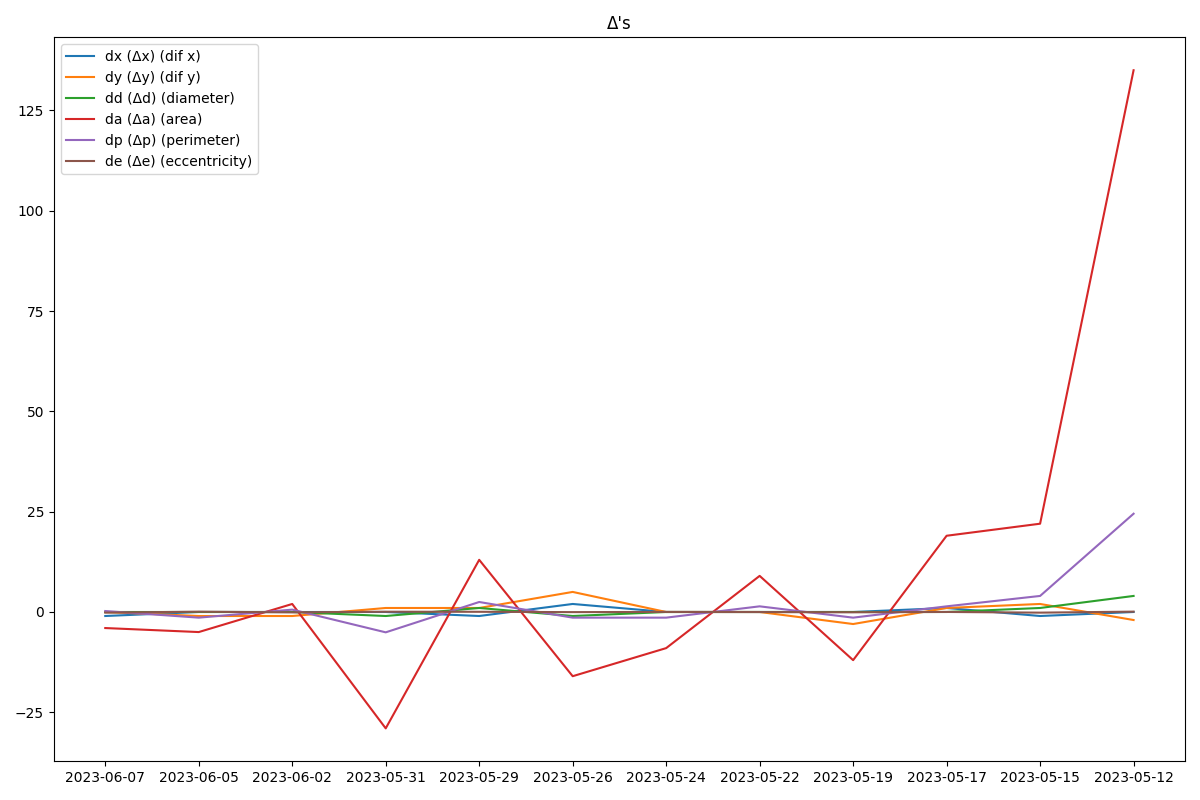 Δ's
dx (Δx) (dif x)
dy (Δy) (dif y)
dd (Δd) (diameter)
da (Δa) (area)
dp (Δp) (perimeter)
de (Δe) (eccentricity)
125
100
75
50
25
0
−25
2023-06-07 2023-06-05 2023-06-02 2023-05-31 2023-05-29 2023-05-26 2023-05-24 2023-05-22 2023-05-19 2023-05-17 2023-05-15 2023-05-12